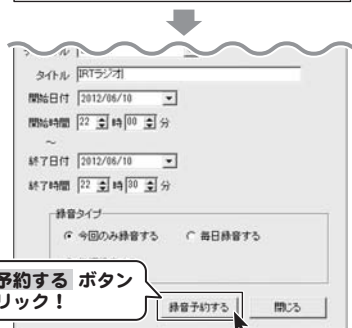 タイトル IRTラジオ
開始日付 2012/06/10
開始時間 22 時 00 分
～
終了日付 2012/06/10
終了時間 22 時 30 分
録音タイプ
今回のみ録音する 毎日録音する
予約する ボタン
リック！
録音予約する 閉じる